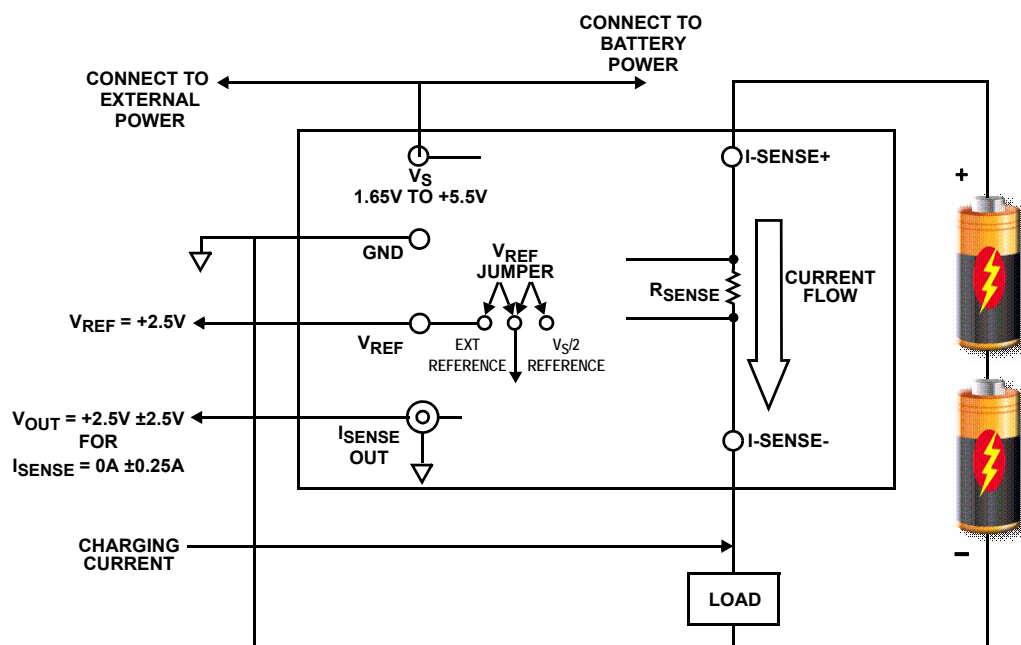 CONNECT TO
BATTERY
POWER
CONNECT TO
EXTERNAL
POWER
I-SENSE+
VS
1.65V TO +5.5V
+
GND
VREF
JUMPER
RSENSE
CURRENT
FLOW
VREF = +2.5V
VREF
EXT
REFERENCE
VS/2
REFERENCE
VOUT = +2.5V ±2.5V
FOR
ISENSE = 0A ±0.25A
ISENSE
OUT
I-SENSE-
CHARGING
CURRENT
–
LOAD